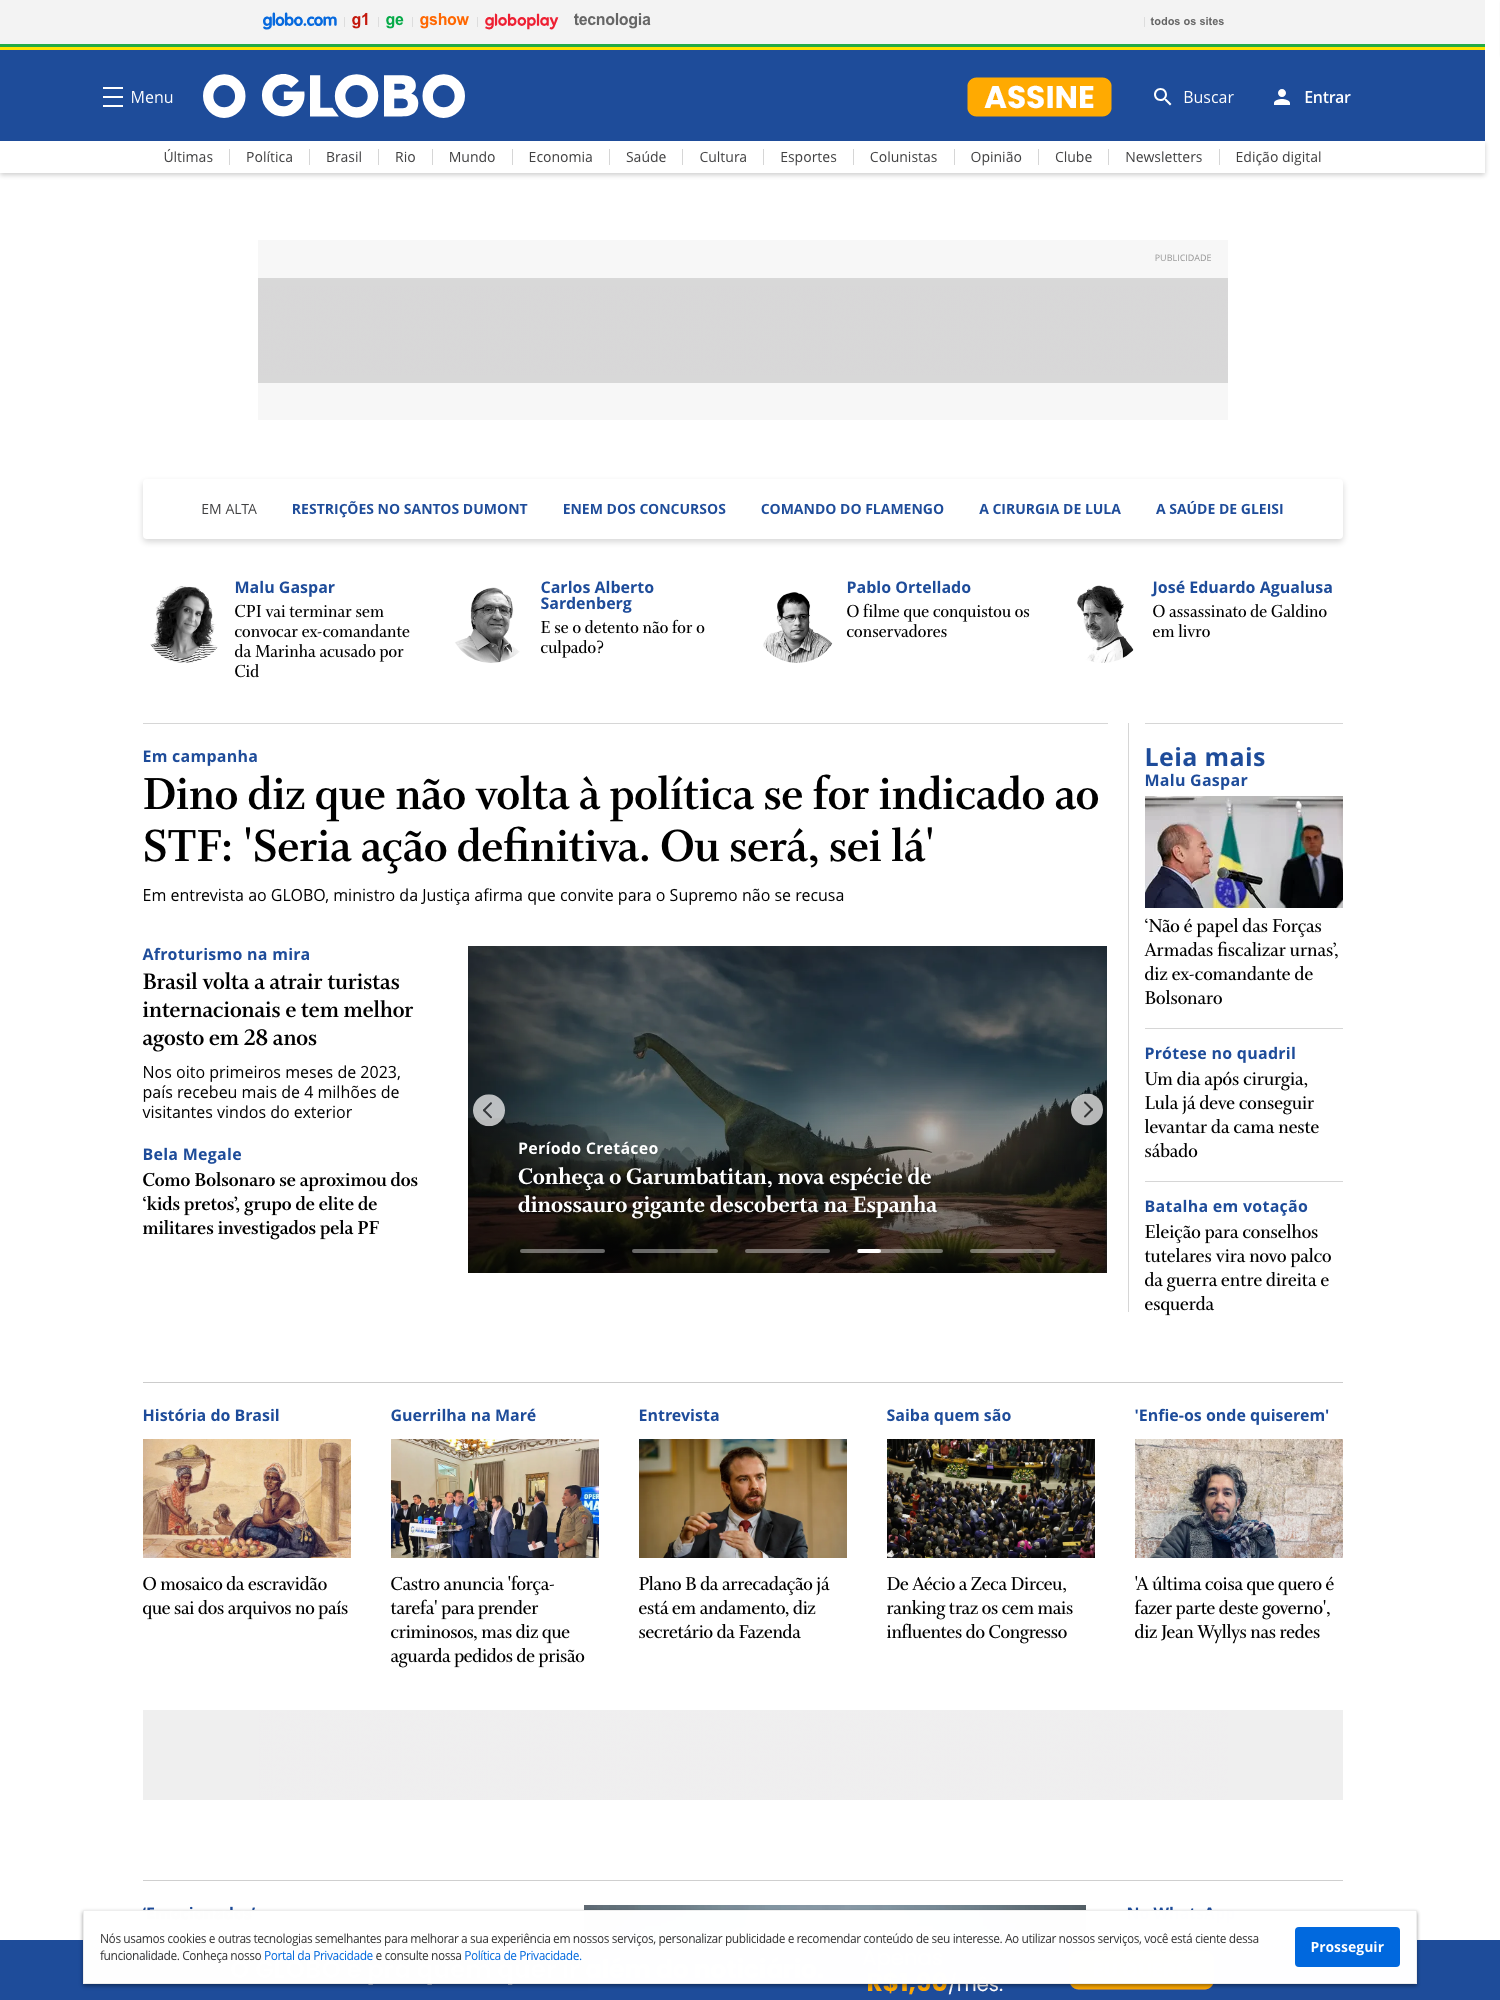 globo.com
g1
ge
gshow
globoplay
tecnologia
todos os sites
Menu
O GLOBO
ASSINE
Buscar
Entrar
Últimas
Política
Brasil
Rio
Mundo
Economia
Saúde
Cultura
Esportes
Colunistas
Opinião
Clube
Newsletters
Edição digital
PUBLICIDADE
EM ALTA
RESTRIÇÕES NO SANTOS DUMONT
ENEM DOS CONCURSOS
COMANDO DO FLAMENGO
A CIRURGIA DE LULA
A SAÚDE DE GLEISI
Malu Gaspar
CPI vai terminar sem
convocar ex-comandante
da Marinha acusado por
Cid
Carlos Alberto
Sardenberg
E se o detento não for o
culpado?
Pablo Ortellado
O filme que conquistou os
conservadores
José Eduardo Agualusa
O assassinato de Galdino
em livro
Em campanha
Dino diz que não volta à política se for indicado ao
STF: 'Seria ação definitiva. Ou será, sei lá'
Em entrevista ao GLOBO, ministro da Justiça afirma que convite para o Supremo não se recusa
Afroturismo na mira
Brasil volta a atrair turistas
internacionais e tem melhor
agosto em 28 anos
Nos oito primeiros meses de 2023,
país recebeu mais de 4 milhões de
visitantes vindos do exterior
Bela Megale
Como Bolsonaro se aproximou dos
‘kids pretos’, grupo de elite de
militares investigados pela PF
Período Cretáceo
Conheça o Garumbatitan, nova espécie de
dinossauro gigante descoberta na Espanha
Leia mais
Malu Gaspar
‘Não é papel das Forças
Armadas fiscalizar urnas’,
diz ex-comandante de
Bolsonaro
Prótese no quadril
Um dia após cirurgia,
Lula já deve conseguir
levantar da cama neste
sábado
Batalha em votação
Eleição para conselhos
tutelares vira novo palco
da guerra entre direita e
esquerda
História do Brasil
O mosaico da escravidão
que sai dos arquivos no país
Guerrilha na Maré
Castro anuncia 'força-
tarefa' para prender
criminosos, mas diz que
aguarda pedidos de prisão
Entrevista
Plano B da arrecadação já
está em andamento, diz
secretário da Fazenda
Saiba quem são
De Aécio a Zeca Dirceu,
ranking traz os cem mais
influentes do Congresso
'Enfie-os onde quiserem'
'A última coisa que quero é
fazer parte deste governo',
diz Jean Wyllys nas redes
Nós usamos cookies e outras tecnologias semelhantes para melhorar a sua experiência em nossos serviços, personalizar publicidade e recomendar conteúdo de seu interesse. Ao utilizar nossos serviços, você está ciente dessa
funcionalidade. Conheça nosso Portal da Privacidade e consulte nossa Política de Privacidade.
Prosseguir
/mês.